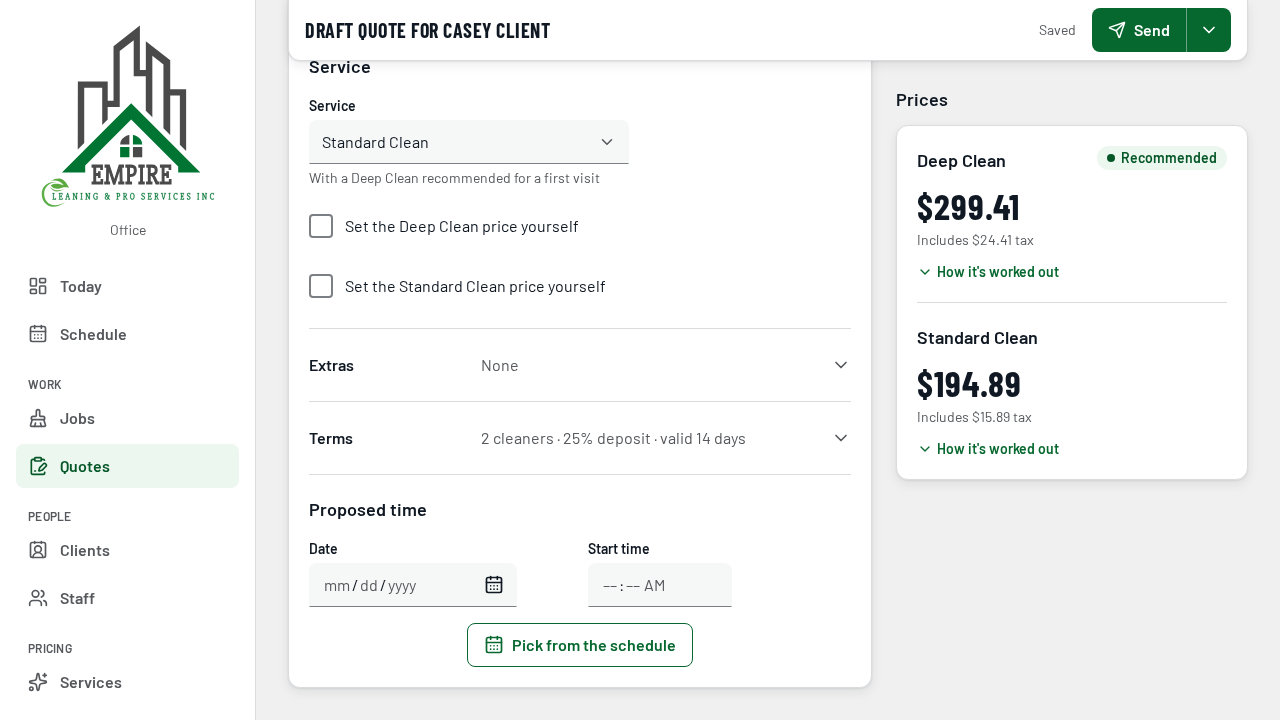 EMPIRE
LEANING & PRO SERVICES INC
Office
Today
Schedule
WORK
Jobs
Quotes
PEOPLE
Clients
Staff
PRICING
Services
DRAFT QUOTE FOR CASEY CLIENT
Saved
Send
Service
Service
Standard Clean
With a Deep Clean recommended for a first visit
Set the Deep Clean price yourself
Set the Standard Clean price yourself
Extras None
Terms 2 cleaners · 25% deposit · valid 14 days
Proposed time
Date Start time
mm/dd/yyyy --:-- AM
Pick from the schedule
Prices
Deep Clean Recommended
$299.41
Includes $24.41 tax
How it's worked out
Standard Clean
$194.89
Includes $15.89 tax
How it's worked out